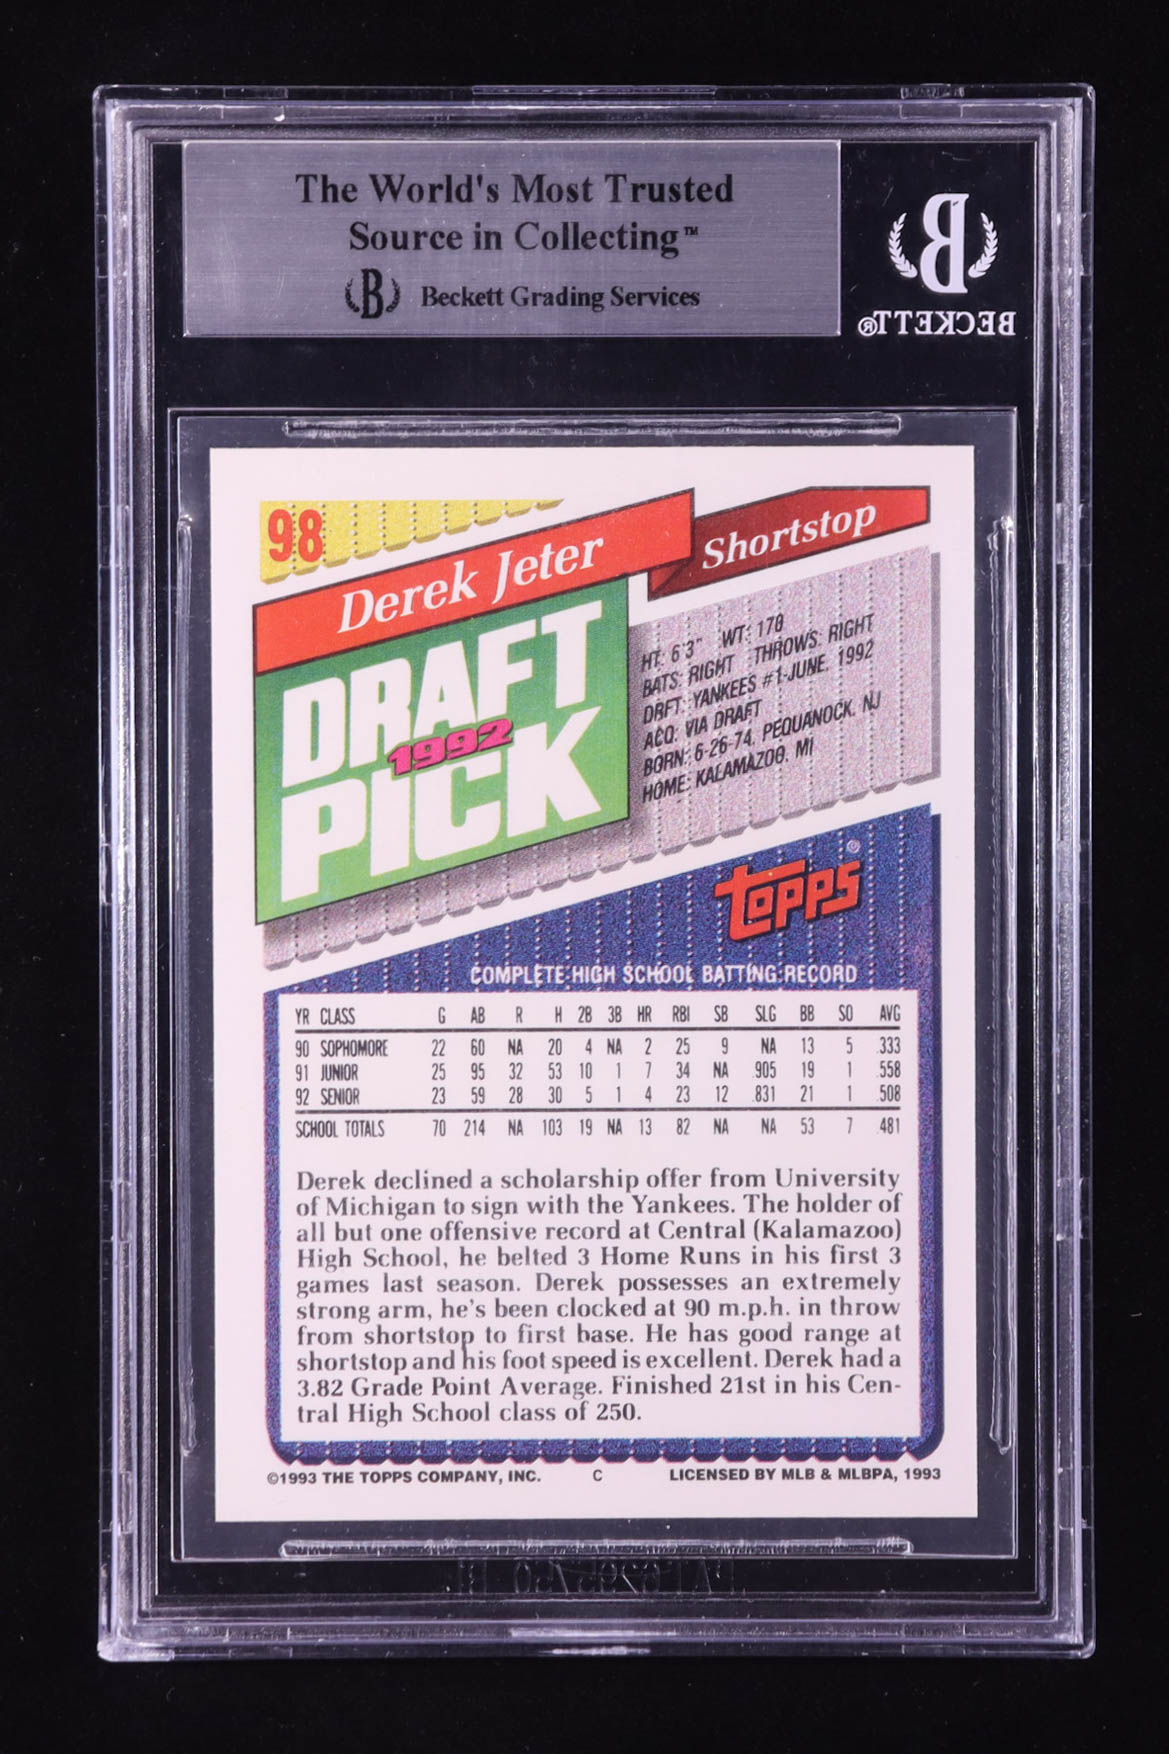 The World's Most Trusted
Source in Collecting™
B Beckett Grading Services
B
BECKETT®
98
Derek Jeter
Shortstop
DRAFT
1992
PICK
HT: 6'3" WT: 170
BATS: RIGHT THROWS: RIGHT
DRFT: YANKEES #1-JUNE, 1992
ACQ: VIA DRAFT
BORN: 6-26-74, PEQUANOCK, NJ
HOME: KALAMAZOO, MI
TOPPS®
COMPLETE HIGH SCHOOL BATTING RECORD
YR CLASS G AB R H 2B 3B HR RBI SB SLG BB SO AVG
90 SOPHOMORE 22 60 NA 20 4 NA 2 25 9 NA 13 5 .333
91 JUNIOR 25 95 32 53 10 1 7 34 NA .905 19 1 .558
92 SENIOR 23 59 28 30 5 1 4 23 12 .831 21 1 .508
SCHOOL TOTALS 70 214 NA 103 19 NA 13 82 NA NA 53 7 .481
Derek declined a scholarship offer from University
of Michigan to sign with the Yankees. The holder of
all but one offensive record at Central (Kalamazoo)
High School, he belted 3 Home Runs in his first 3
games last season. Derek possesses an extremely
strong arm, he's been clocked at 90 m.p.h. in throw
from shortstop to first base. He has good range at
shortstop and his foot speed is excellent. Derek had a
3.82 Grade Point Average. Finished 21st in his Cen-
tral High School class of 250.
©1993 THE TOPPS COMPANY, INC. C LICENSED BY MLB & MLBPA, 1993